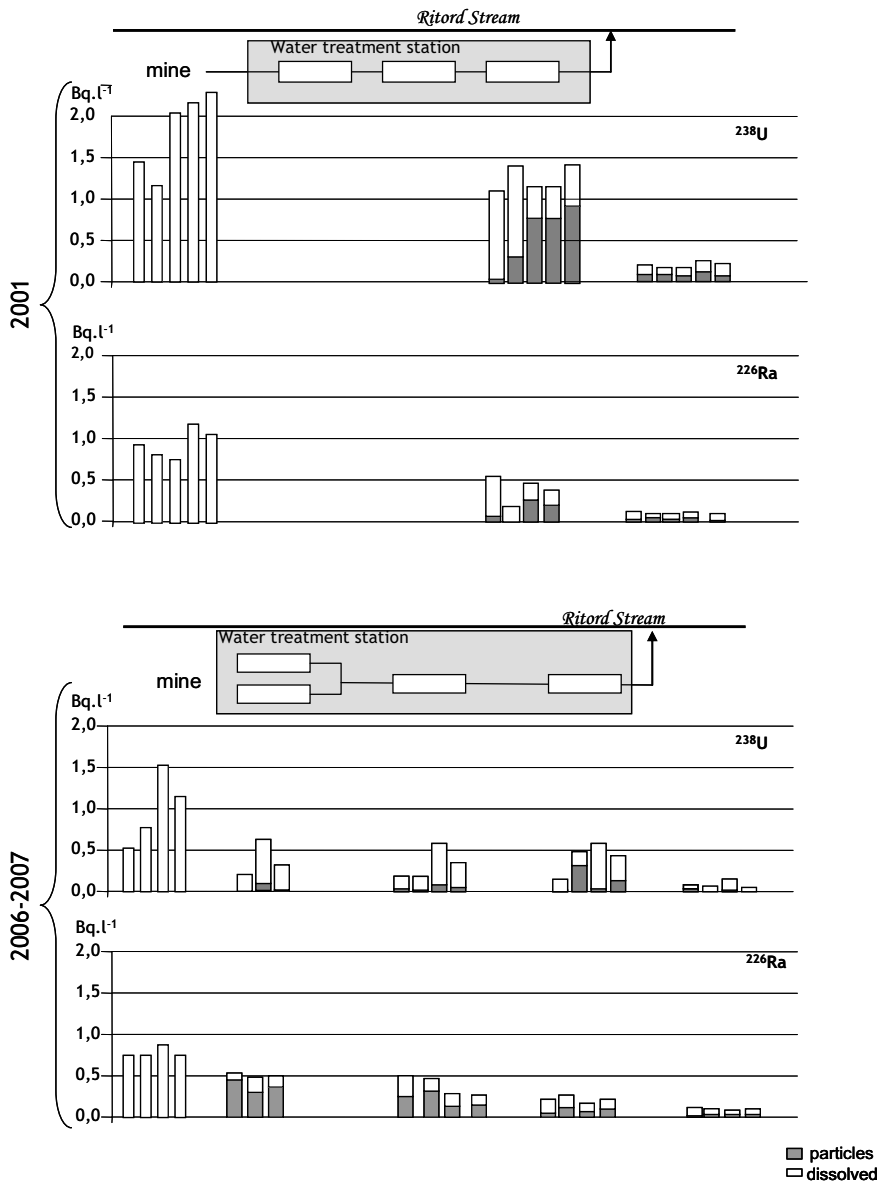 Ritord Stream
Water treatment station
mine
2001
Bq.l⁻¹
²³⁸U
2,0
1,5
1,0
0,5
0,0
Bq.l⁻¹
²²⁶Ra
2,0
1,5
1,0
0,5
0,0
Ritord Stream
Water treatment station
mine
2006-2007
Bq.l⁻¹
²³⁸U
2,0
1,5
1,0
0,5
0,0
Bq.l⁻¹
²²⁶Ra
2,0
1,5
1,0
0,5
0,0
particles
dissolved